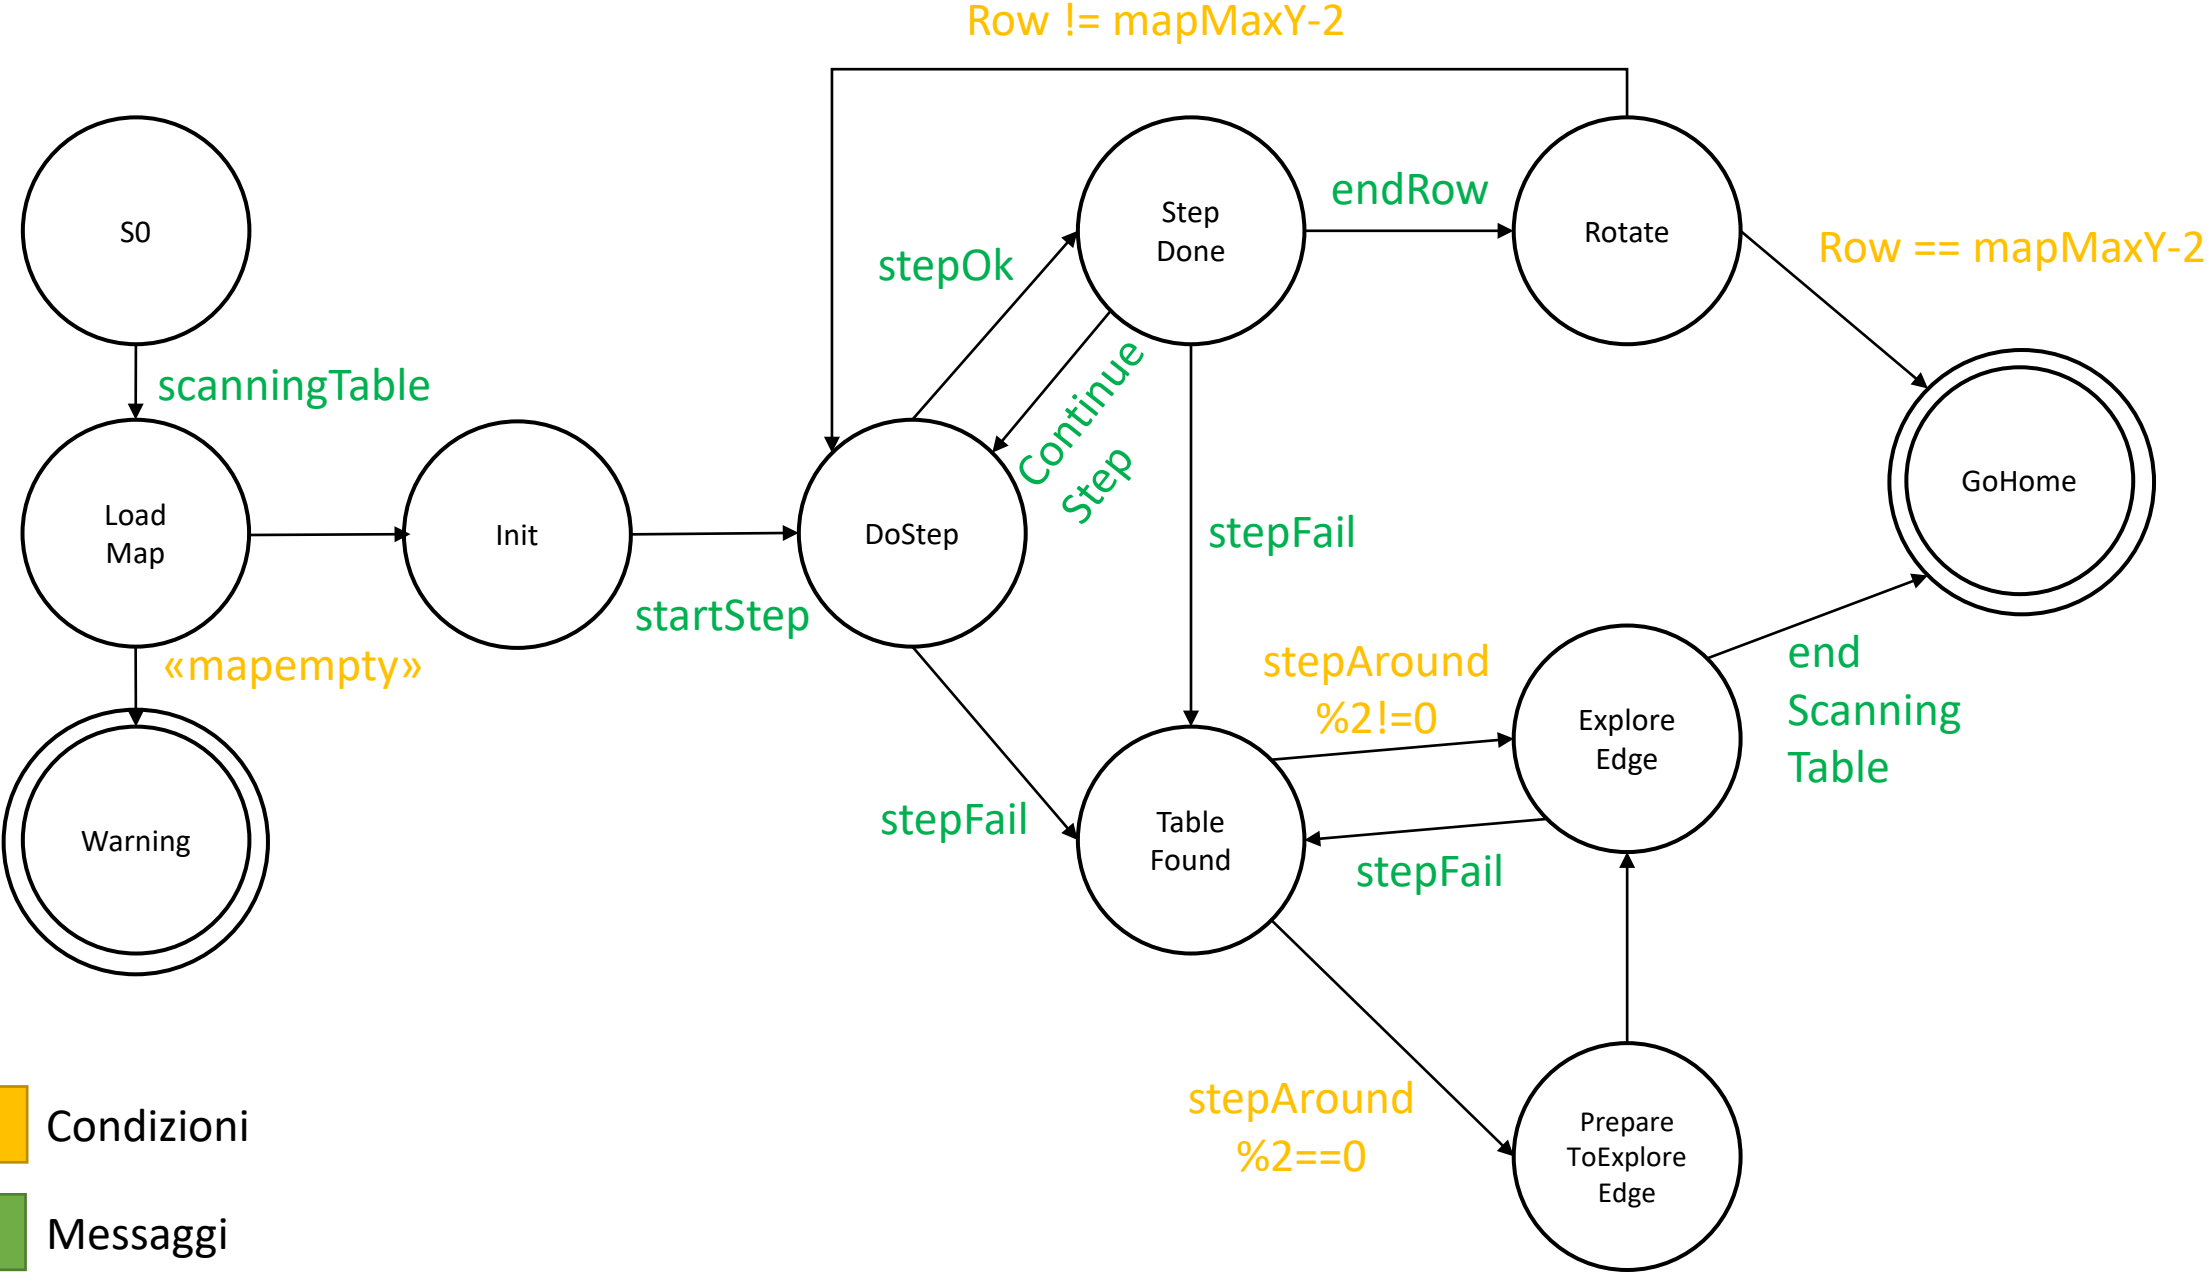 Row != mapMaxY-2
S0
Step
Done
endRow
Rotate
Row == mapMaxY-2
stepOk
Continue
Step
scanningTable
Load
Map
Init
startStep
DoStep
stepFail
GoHome
«mapempty»
Warning
stepFail
stepAround
%2!=0
Explore
Edge
end
Scanning
Table
Table
Found
stepFail
stepAround
%2==0
Prepare
ToExplore
Edge
Condizioni
Messaggi